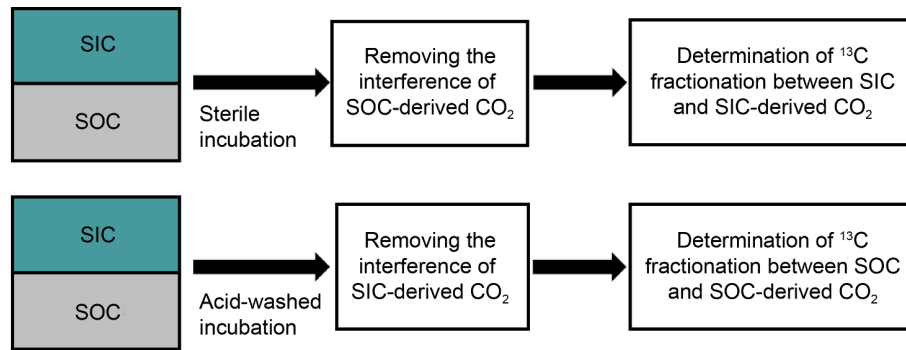 SIC
SOC
Sterile
incubation
Removing the
interference of
SOC-derived CO₂
Determination of ¹³C
fractionation between SIC
and SIC-derived CO₂
SIC
SOC
Acid-washed
incubation
Removing the
interference of
SIC-derived CO₂
Determination of ¹³C
fractionation between SOC
and SOC-derived CO₂